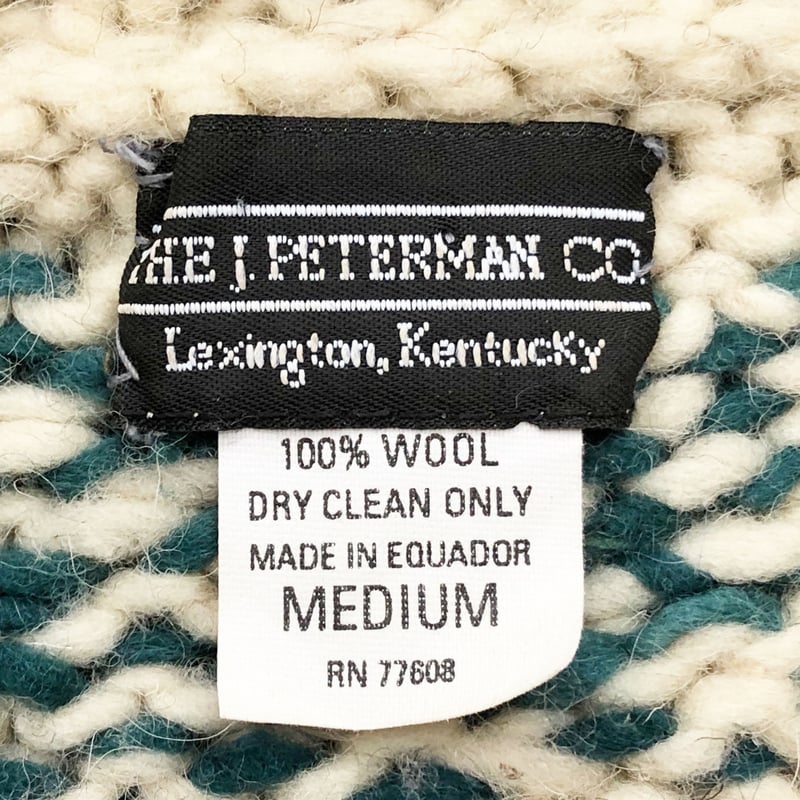 THE J. PETERMAN CO.
Lexington, Kentucky
100% WOOL
DRY CLEAN ONLY
MADE IN EQUADOR
MEDIUM
RN 77608